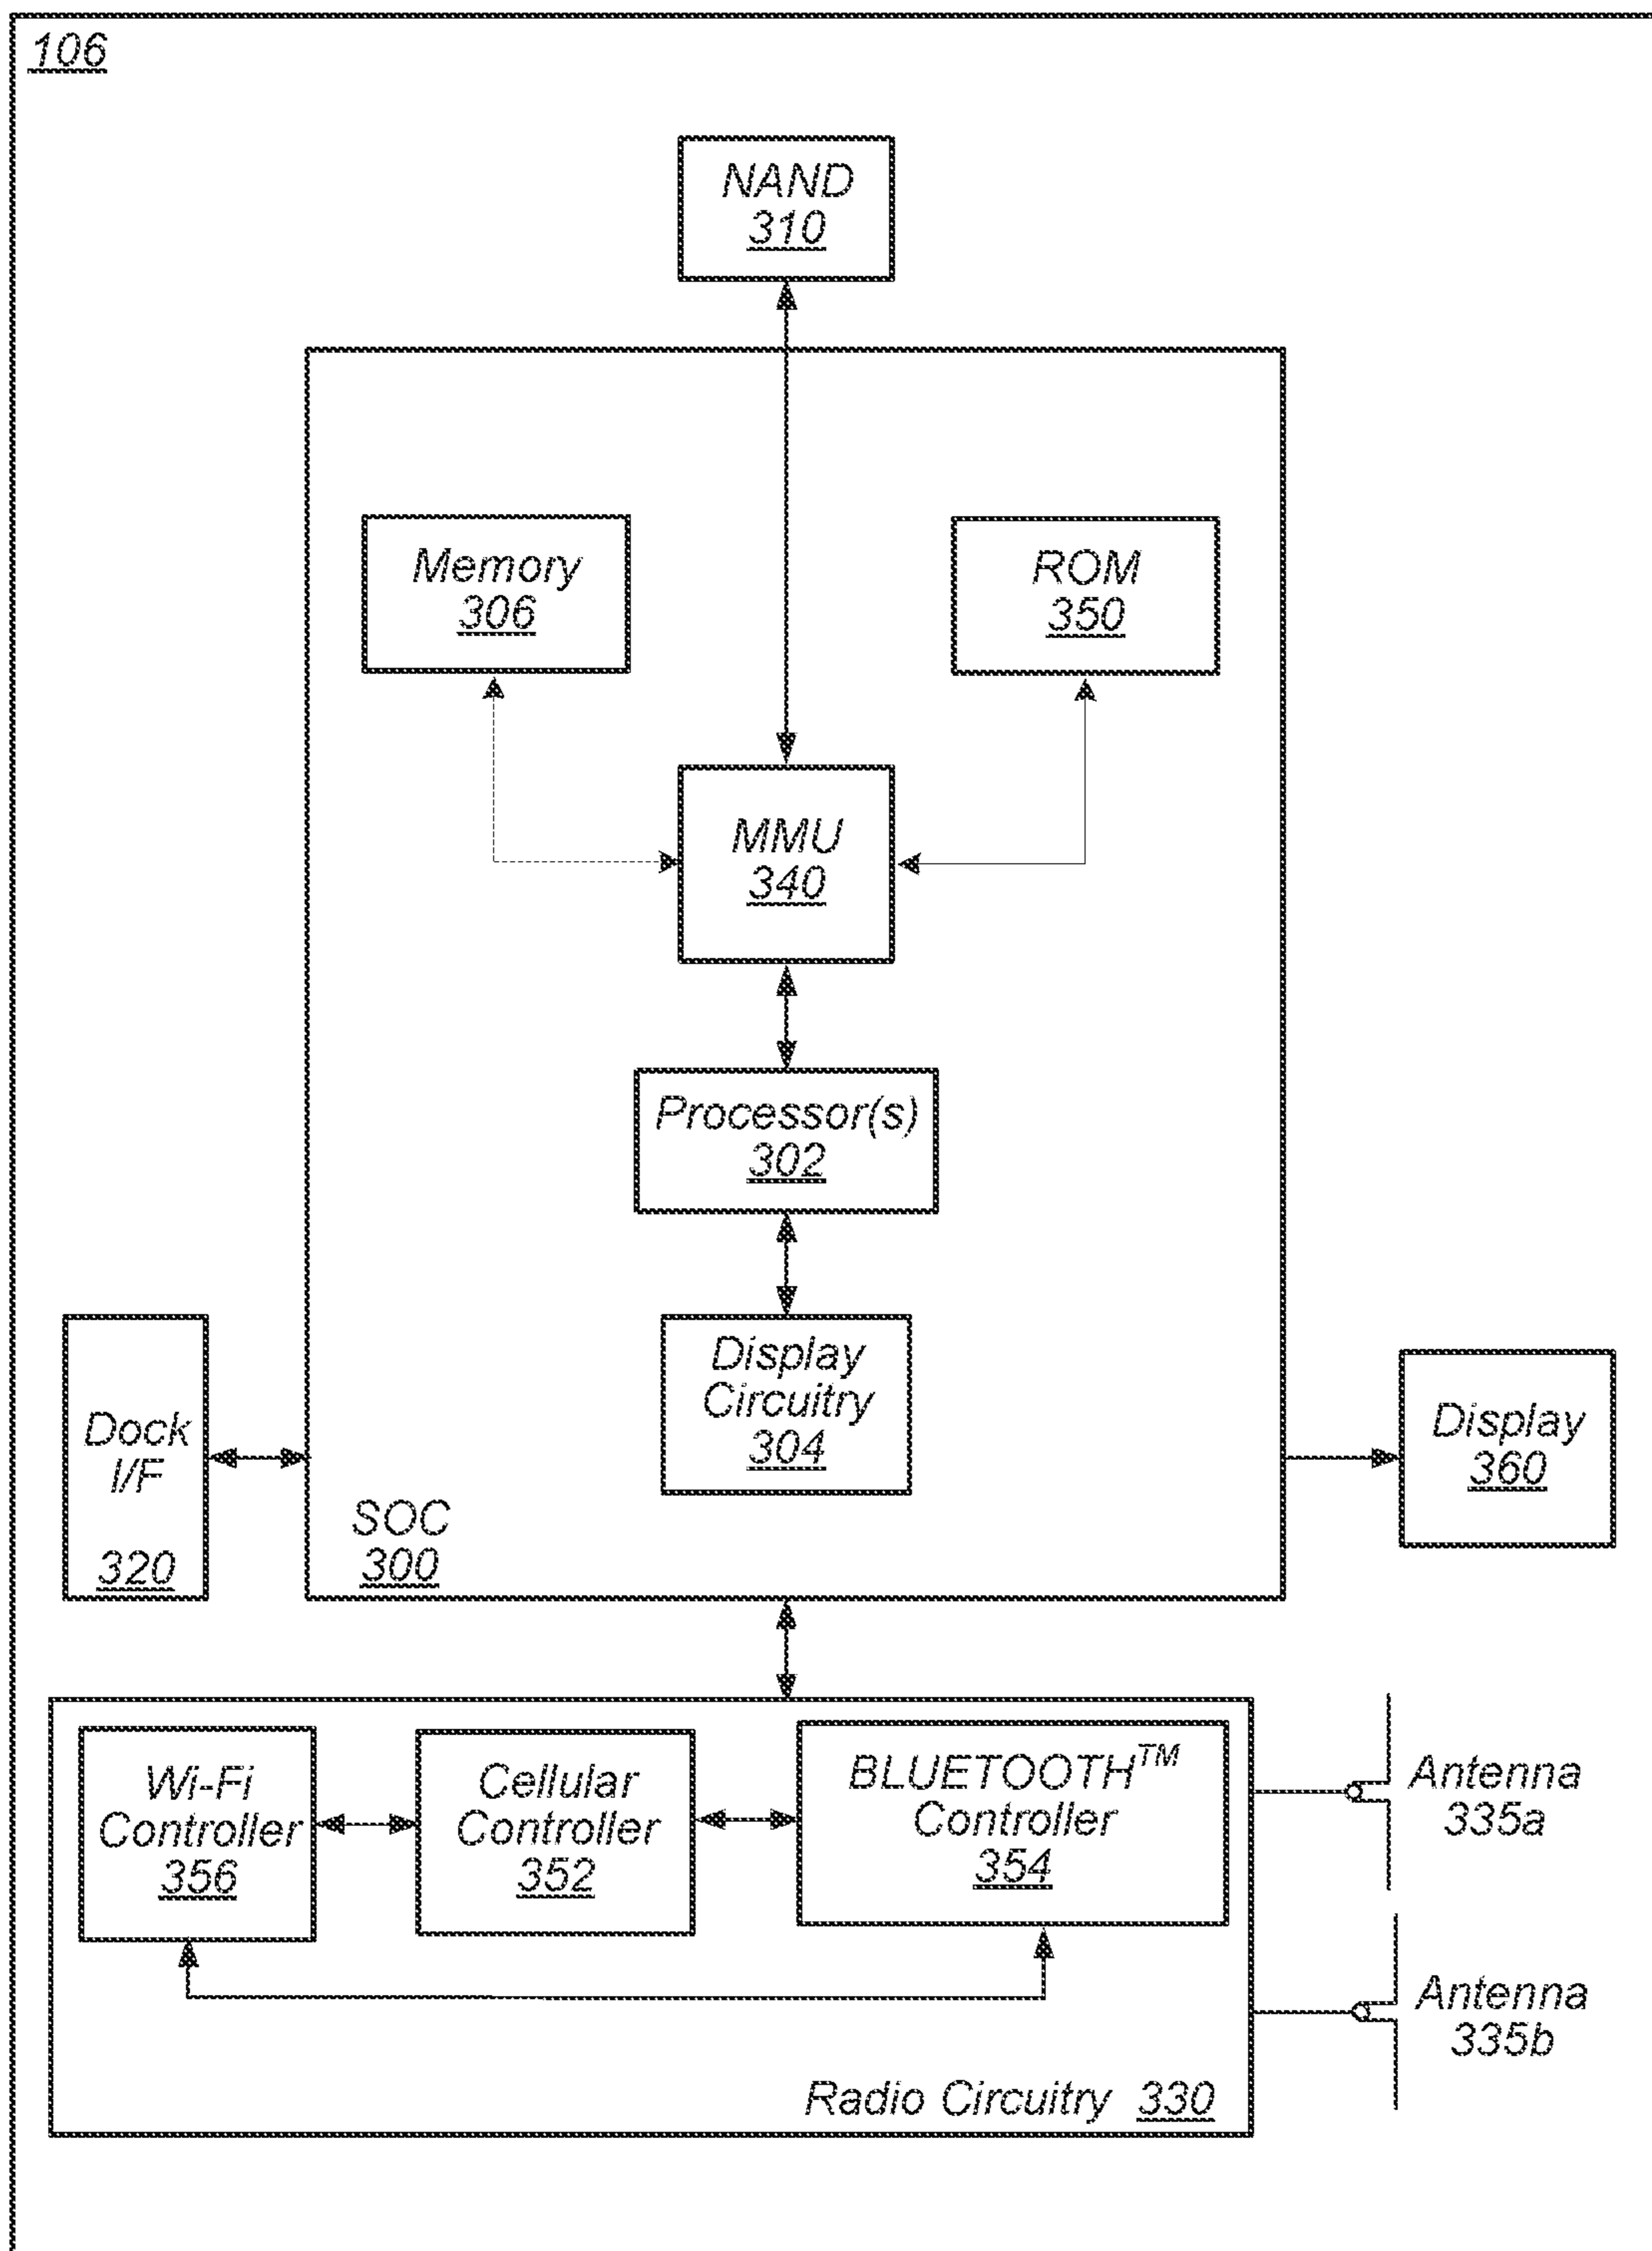 106
NAND
310
Memory
306
ROM
350
MMU
340
Processor(s)
302
Display
Circuitry
304
Dock
I/F
320
SOC
300
Display
360
Wi-Fi
Controller
356
Cellular
Controller
352
BLUETOOTH™
Controller
354
Antenna
335a
Antenna
335b
Radio Circuitry 330